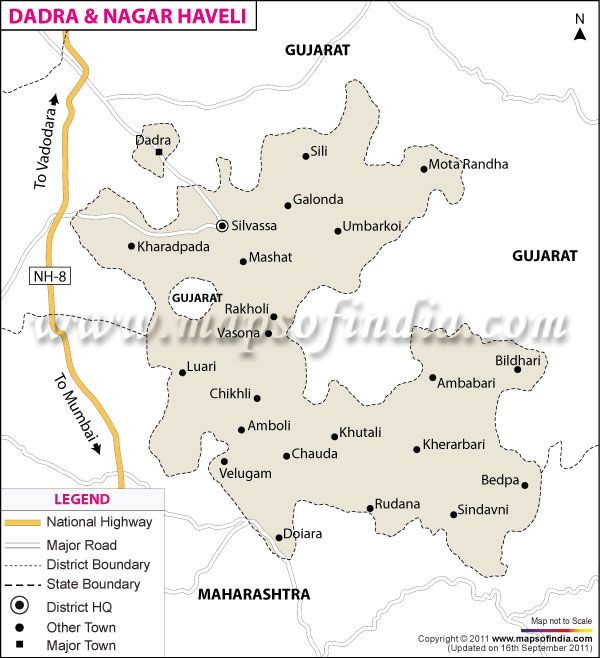 DADRA & NAGAR HAVELI
N
GUJARAT
To Vadodara
Dadra
Sili
Mota Randha
Galonda
Silvassa
Umbarkoi
Kharadpada
Mashat
GUJARAT
NH-8
GUJARAT
Rakholi
www.mapsofindia.com
Vasona
Luari
Bildhari
Ambabari
To Mumbai
Chikhli
Amboli
Khutali
Kherarbari
Chauda
Velugam
Bedpa
Rudana
Sindavni
Doiara
MAHARASHTRA
LEGEND
National Highway
Major Road
District Boundary
State Boundary
District HQ
Other Town
Major Town
Map not to Scale
Copyright © 2011 www.mapsofindia.com
(Updated on 16th September 2011)